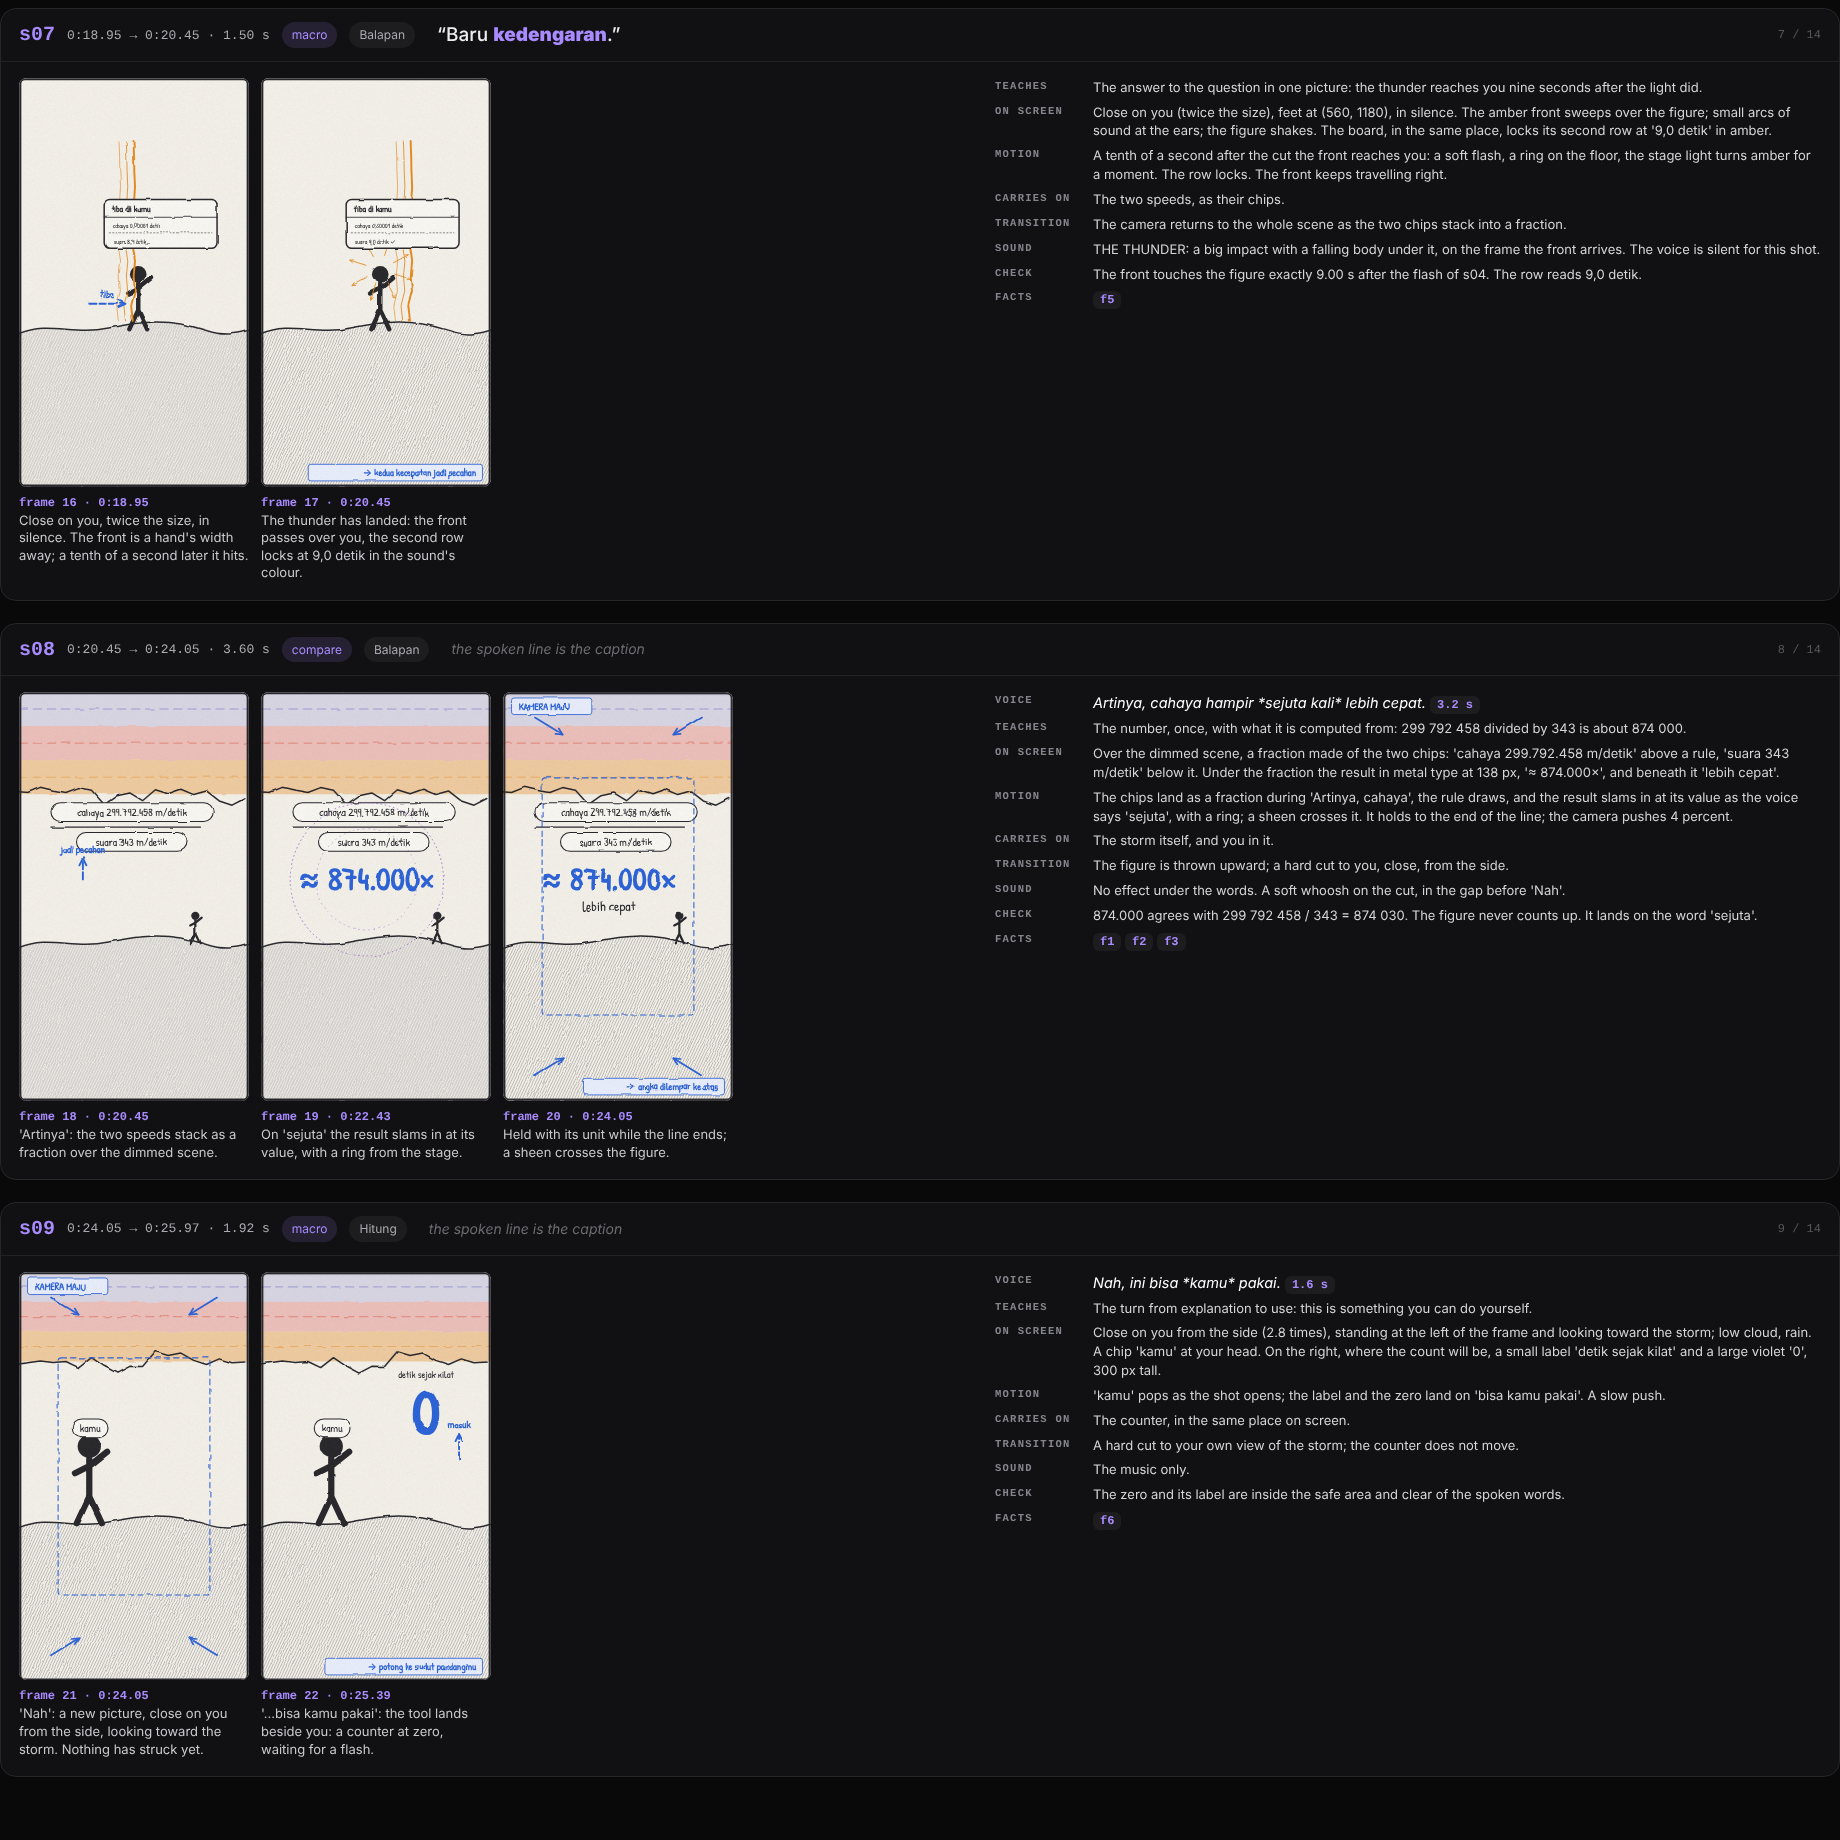 s07 0:18.95 → 0:20.45 · 1.50 s macro Balapan “Baru kedengaran.” 7 / 14
tiba di kamu
cahaya 0,00001 detik
suara 8,9 detik
tiba
frame 16 · 0:18.95
Close on you, twice the size, in
silence. The front is a hand's width
away; a tenth of a second later it hits.
tiba di kamu
cahaya 0,00001 detik
suara 9,0 detik ✓
→ kedua kecepatan jadi pecahan
frame 17 · 0:20.45
The thunder has landed: the front
passes over you, the second row
locks at 9,0 detik in the sound's
colour.
TEACHES The answer to the question in one picture: the thunder reaches you nine seconds after the light did.
ON SCREEN Close on you (twice the size), feet at (560, 1180), in silence. The amber front sweeps over the figure; small arcs of
sound at the ears; the figure shakes. The board, in the same place, locks its second row at '9,0 detik' in amber.
MOTION A tenth of a second after the cut the front reaches you: a soft flash, a ring on the floor, the stage light turns amber for
a moment. The row locks. The front keeps travelling right.
CARRIES ON The two speeds, as their chips.
TRANSITION The camera returns to the whole scene as the two chips stack into a fraction.
SOUND THE THUNDER: a big impact with a falling body under it, on the frame the front arrives. The voice is silent for this shot.
CHECK The front touches the figure exactly 9.00 s after the flash of s04. The row reads 9,0 detik.
FACTS f5
s08 0:20.45 → 0:24.05 · 3.60 s compare Balapan the spoken line is the caption 8 / 14
cahaya 299.792.458 m/detik
suara 343 m/detik
jadi pecahan
frame 18 · 0:20.45
'Artinya': the two speeds stack as a
fraction over the dimmed scene.
cahaya 299.792.458 m/detik
suara 343 m/detik
≈ 874.000×
frame 19 · 0:22.43
On 'sejuta' the result slams in at its
value, with a ring from the stage.
KAMERA MAJU
cahaya 299.792.458 m/detik
suara 343 m/detik
≈ 874.000×
lebih cepat
→ angka dilempar ke atas
frame 20 · 0:24.05
Held with its unit while the line ends;
a sheen crosses the figure.
VOICE Artinya, cahaya hampir *sejuta kali* lebih cepat. 3.2 s
TEACHES The number, once, with what it is computed from: 299 792 458 divided by 343 is about 874 000.
ON SCREEN Over the dimmed scene, a fraction made of the two chips: 'cahaya 299.792.458 m/detik' above a rule, 'suara 343
m/detik' below it. Under the fraction the result in metal type at 138 px, '≈ 874.000×', and beneath it 'lebih cepat'.
MOTION The chips land as a fraction during 'Artinya, cahaya', the rule draws, and the result slams in at its value as the voice
says 'sejuta', with a ring; a sheen crosses it. It holds to the end of the line; the camera pushes 4 percent.
CARRIES ON The storm itself, and you in it.
TRANSITION The figure is thrown upward; a hard cut to you, close, from the side.
SOUND No effect under the words. A soft whoosh on the cut, in the gap before 'Nah'.
CHECK 874.000 agrees with 299 792 458 / 343 = 874 030. The figure never counts up. It lands on the word 'sejuta'.
FACTS f1 f2 f3
s09 0:24.05 → 0:25.97 · 1.92 s macro Hitung the spoken line is the caption 9 / 14
KAMERA MAJU
kamu
frame 21 · 0:24.05
'Nah': a new picture, close on you
from the side, looking toward the
storm. Nothing has struck yet.
detik sejak kilat
0
masuk
kamu
→ potong ke sudut pandangmu
frame 22 · 0:25.39
'...bisa kamu pakai': the tool lands
beside you: a counter at zero,
waiting for a flash.
VOICE Nah, ini bisa *kamu* pakai. 1.6 s
TEACHES The turn from explanation to use: this is something you can do yourself.
ON SCREEN Close on you from the side (2.8 times), standing at the left of the frame and looking toward the storm; low cloud, rain.
A chip 'kamu' at your head. On the right, where the count will be, a small label 'detik sejak kilat' and a large violet '0',
300 px tall.
MOTION 'kamu' pops as the shot opens; the label and the zero land on 'bisa kamu pakai'. A slow push.
CARRIES ON The counter, in the same place on screen.
TRANSITION A hard cut to your own view of the storm; the counter does not move.
SOUND The music only.
CHECK The zero and its label are inside the safe area and clear of the spoken words.
FACTS f6